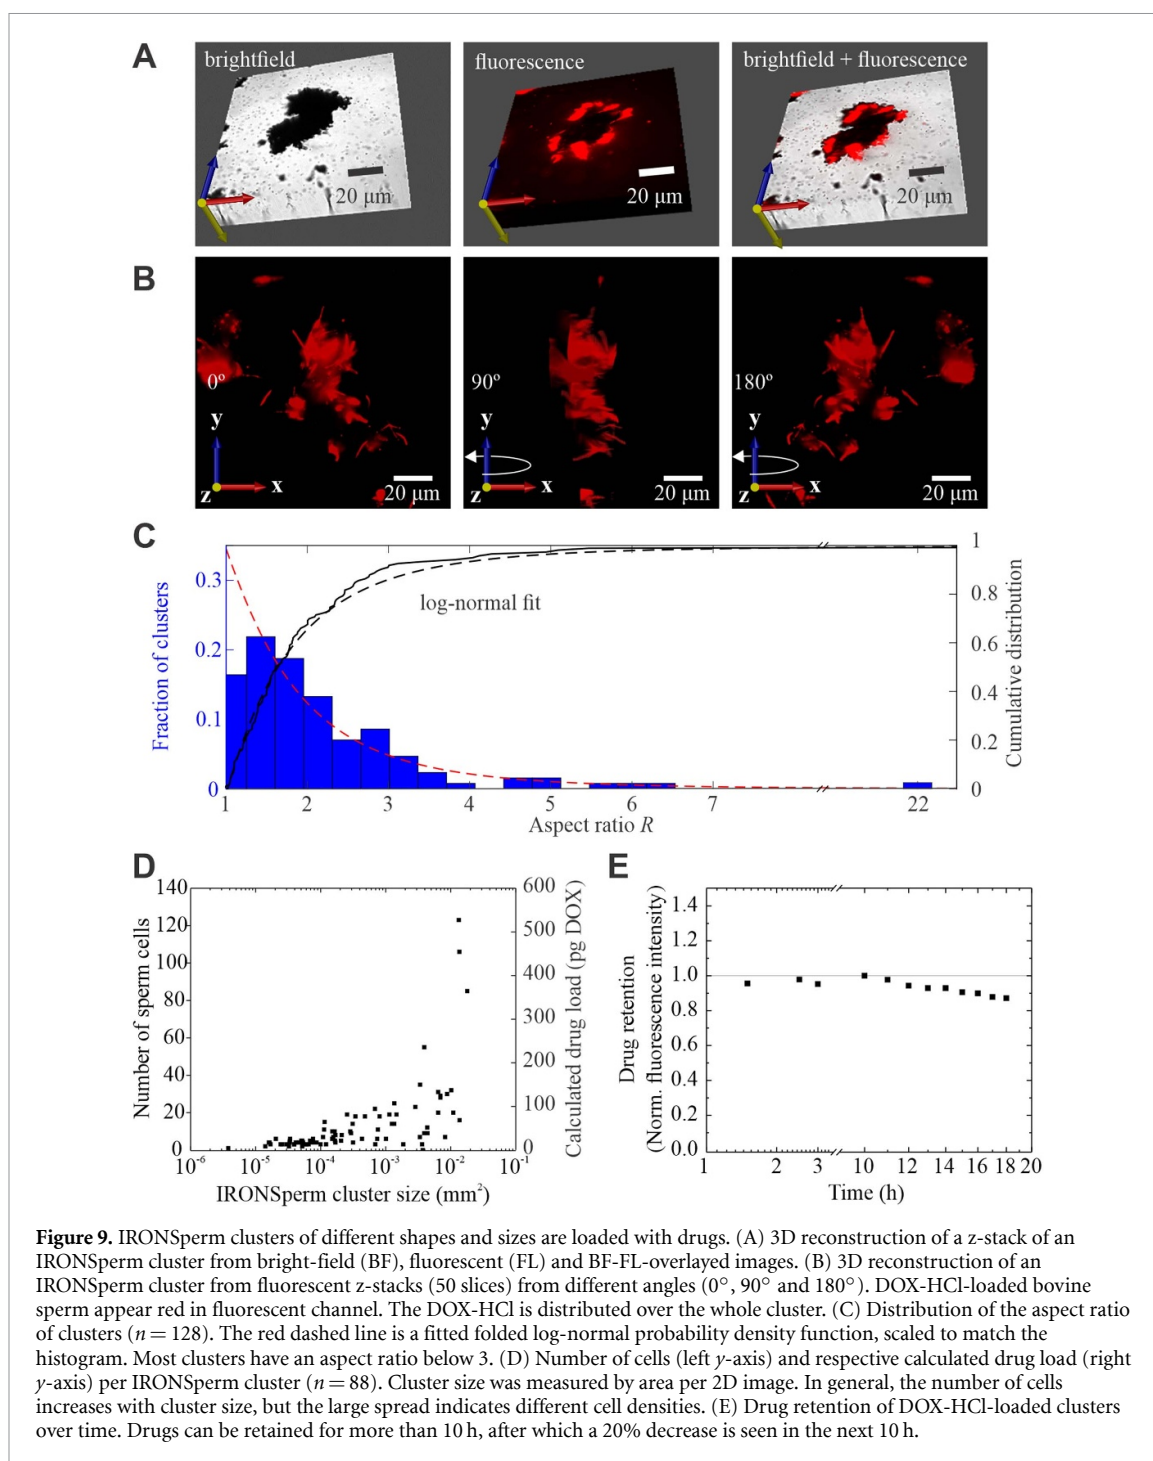 A
brightfield
20 μm
fluorescence
20 μm
brightfield + fluorescence
20 μm
B
0º
y
z
x
20 μm
90º
y
z
x
20 μm
180º
y
z
x
20 μm
C
Fraction of clusters
0.3
0.2
0.1
0
log-normal fit
1
0.8
0.6
0.4
0.2
0
Cumulative distribution
1 2 3 4 5 6 7 22
Aspect ratio R
D
Number of sperm cells
140
120
100
80
60
40
20
0
600
500
400
300
200
100
0
Calculated drug load (pg DOX)
10⁻⁶ 10⁻⁵ 10⁻⁴ 10⁻³ 10⁻² 10⁻¹
IRONSperm cluster size (mm²)
E
Drug retention
(Norm. fluorescence intensity)
1.4
1.2
1.0
0.8
0.6
0.4
0.2
0.0
1 2 3 10 12 14 16 18 20
Time (h)
Figure 9. IRONSperm clusters of different shapes and sizes are loaded with drugs. (A) 3D reconstruction of a z-stack of an
IRONSperm cluster from bright-field (BF), fluorescent (FL) and BF-FL-overlayed images. (B) 3D reconstruction of an
IRONSperm cluster from fluorescent z-stacks (50 slices) from different angles (0°, 90° and 180°). DOX-HCl-loaded bovine
sperm appear red in fluorescent channel. The DOX-HCl is distributed over the whole cluster. (C) Distribution of the aspect ratio
of clusters (n = 128). The red dashed line is a fitted folded log-normal probability density function, scaled to match the
histogram. Most clusters have an aspect ratio below 3. (D) Number of cells (left y-axis) and respective calculated drug load (right
y-axis) per IRONSperm cluster (n = 88). Cluster size was measured by area per 2D image. In general, the number of cells
increases with cluster size, but the large spread indicates different cell densities. (E) Drug retention of DOX-HCl-loaded clusters
over time. Drugs can be retained for more than 10 h, after which a 20% decrease is seen in the next 10 h.